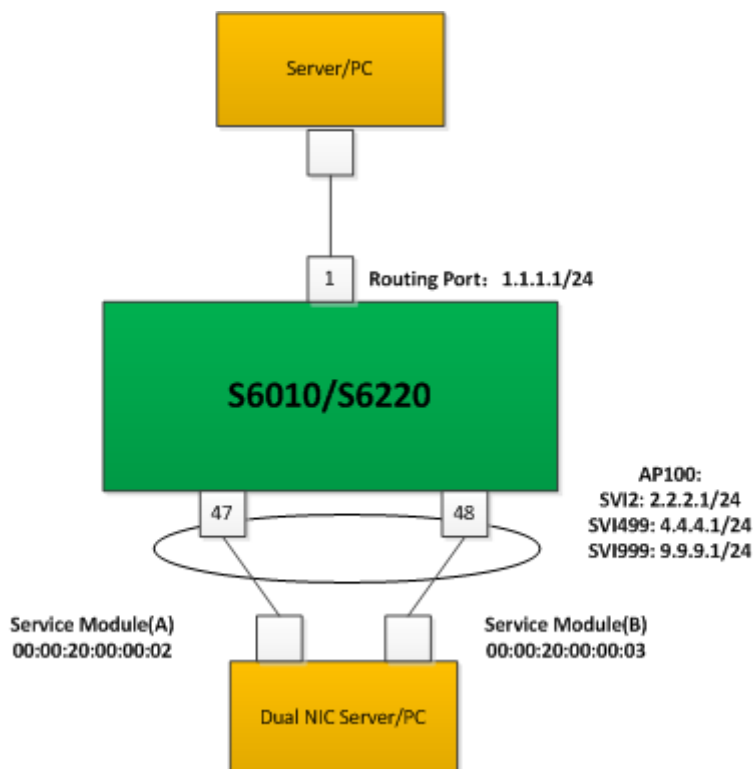 Server/PC
1
Routing Port： 1.1.1.1/24
S6010/S6220
47
48
AP100:
SVI2: 2.2.2.1/24
SVI499: 4.4.4.1/24
SVI999: 9.9.9.1/24
Service Module(A)
00:00:20:00:00:02
Service Module(B)
00:00:20:00:00:03
Dual NIC Server/PC